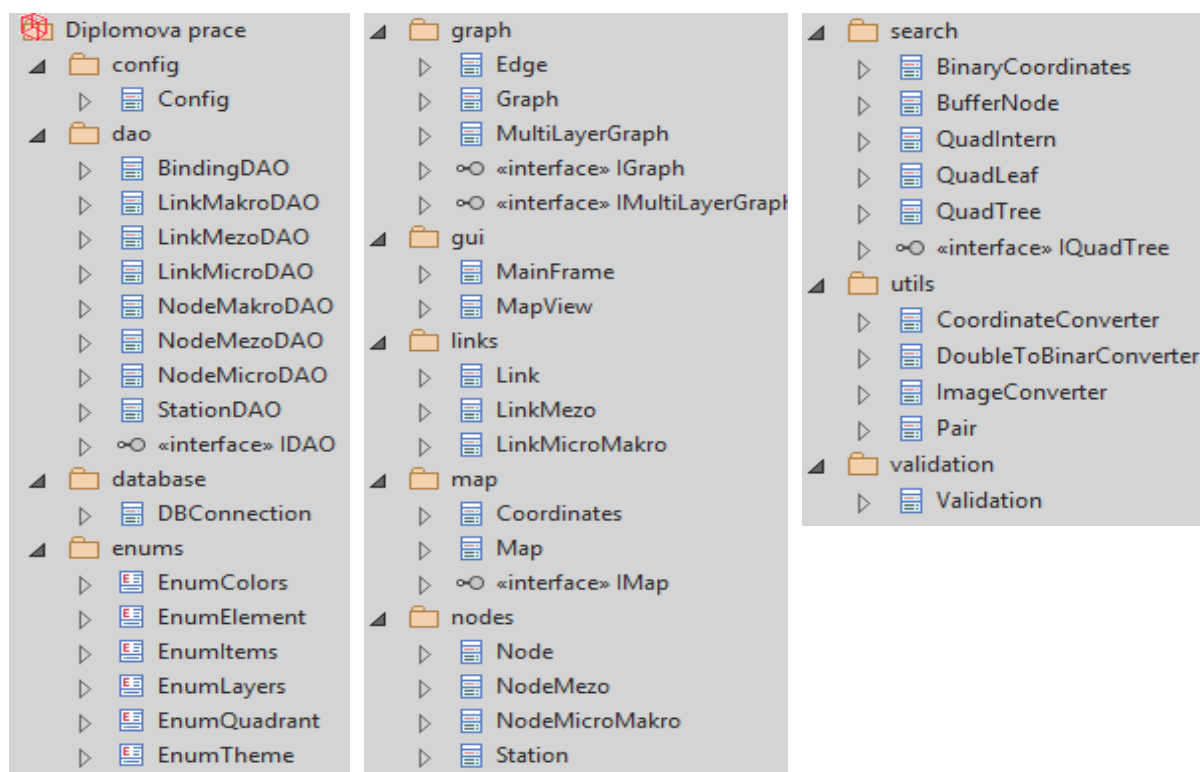 Diplomova prace
config
Config
dao
BindingDAO
LinkMakroDAO
LinkMezoDAO
LinkMicroDAO
NodeMakroDAO
NodeMezoDAO
NodeMicroDAO
StationDAO
«interface» IDAO
database
DBConnection
enums
EnumColors
EnumElement
EnumItems
EnumLayers
EnumQuadrant
EnumTheme
graph
Edge
Graph
MultiLayerGraph
«interface» IGraph
«interface» IMultiLayerGraph
gui
MainFrame
MapView
links
Link
LinkMezo
LinkMicroMakro
map
Coordinates
Map
«interface» IMap
nodes
Node
NodeMezo
NodeMicroMakro
Station
search
BinaryCoordinates
BufferNode
QuadIntern
QuadLeaf
QuadTree
«interface» IQuadTree
utils
CoordinateConverter
DoubleToBinarConverter
ImageConverter
Pair
validation
Validation